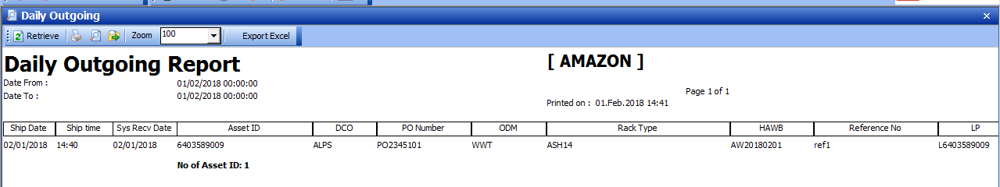 Daily Outgoing
Retrieve Zoom 100 Export Excel
Daily Outgoing Report [ AMAZON ]
Date From : 01/02/2018 00:00:00
Date To : 01/02/2018 00:00:00 Page 1 of 1
Printed on : 01.Feb.2018 14:41
Ship Date Ship time Sys Recv Date Asset ID DCO PO Number ODM Rack Type HAWB Reference No LP
02/01/2018 14:40 02/01/2018 6403589009 ALPS PO2345101 WWT ASH14 AW20180201 ref1 L6403589009
No of Asset ID: 1